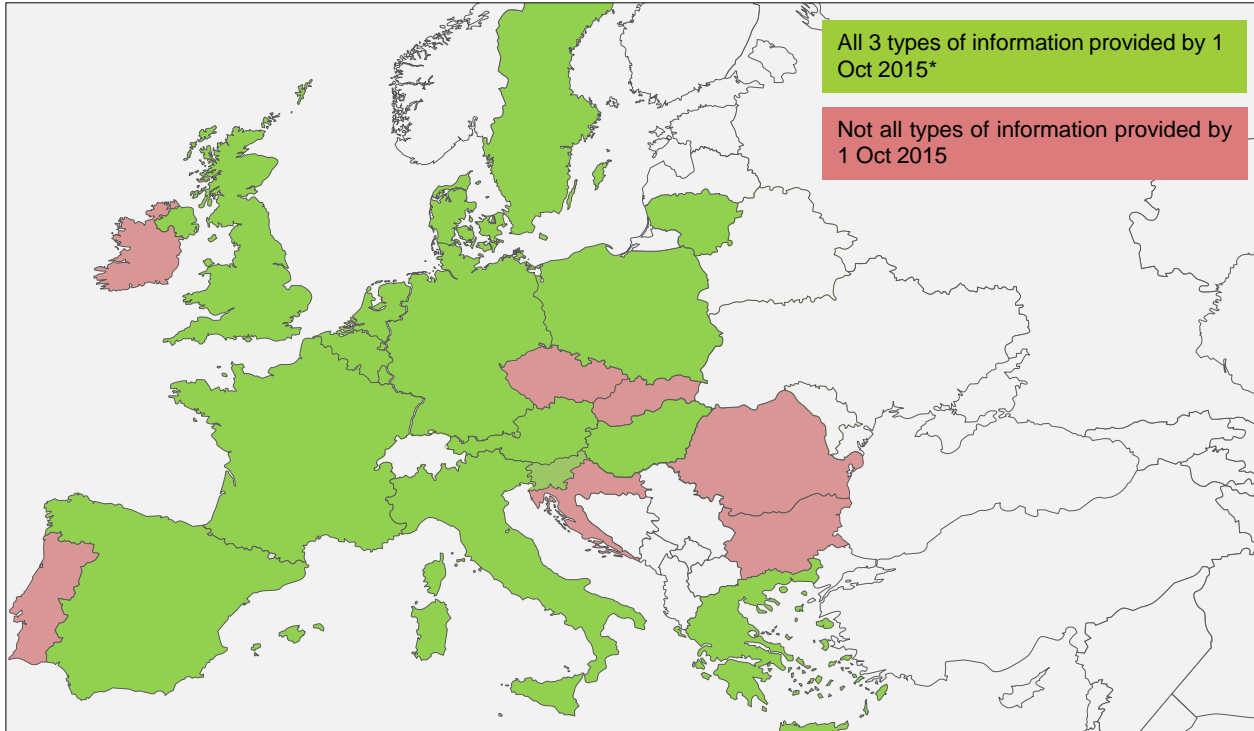 All 3 types of information provided by 1
Oct 2015*
Not all types of information provided by
1 Oct 2015